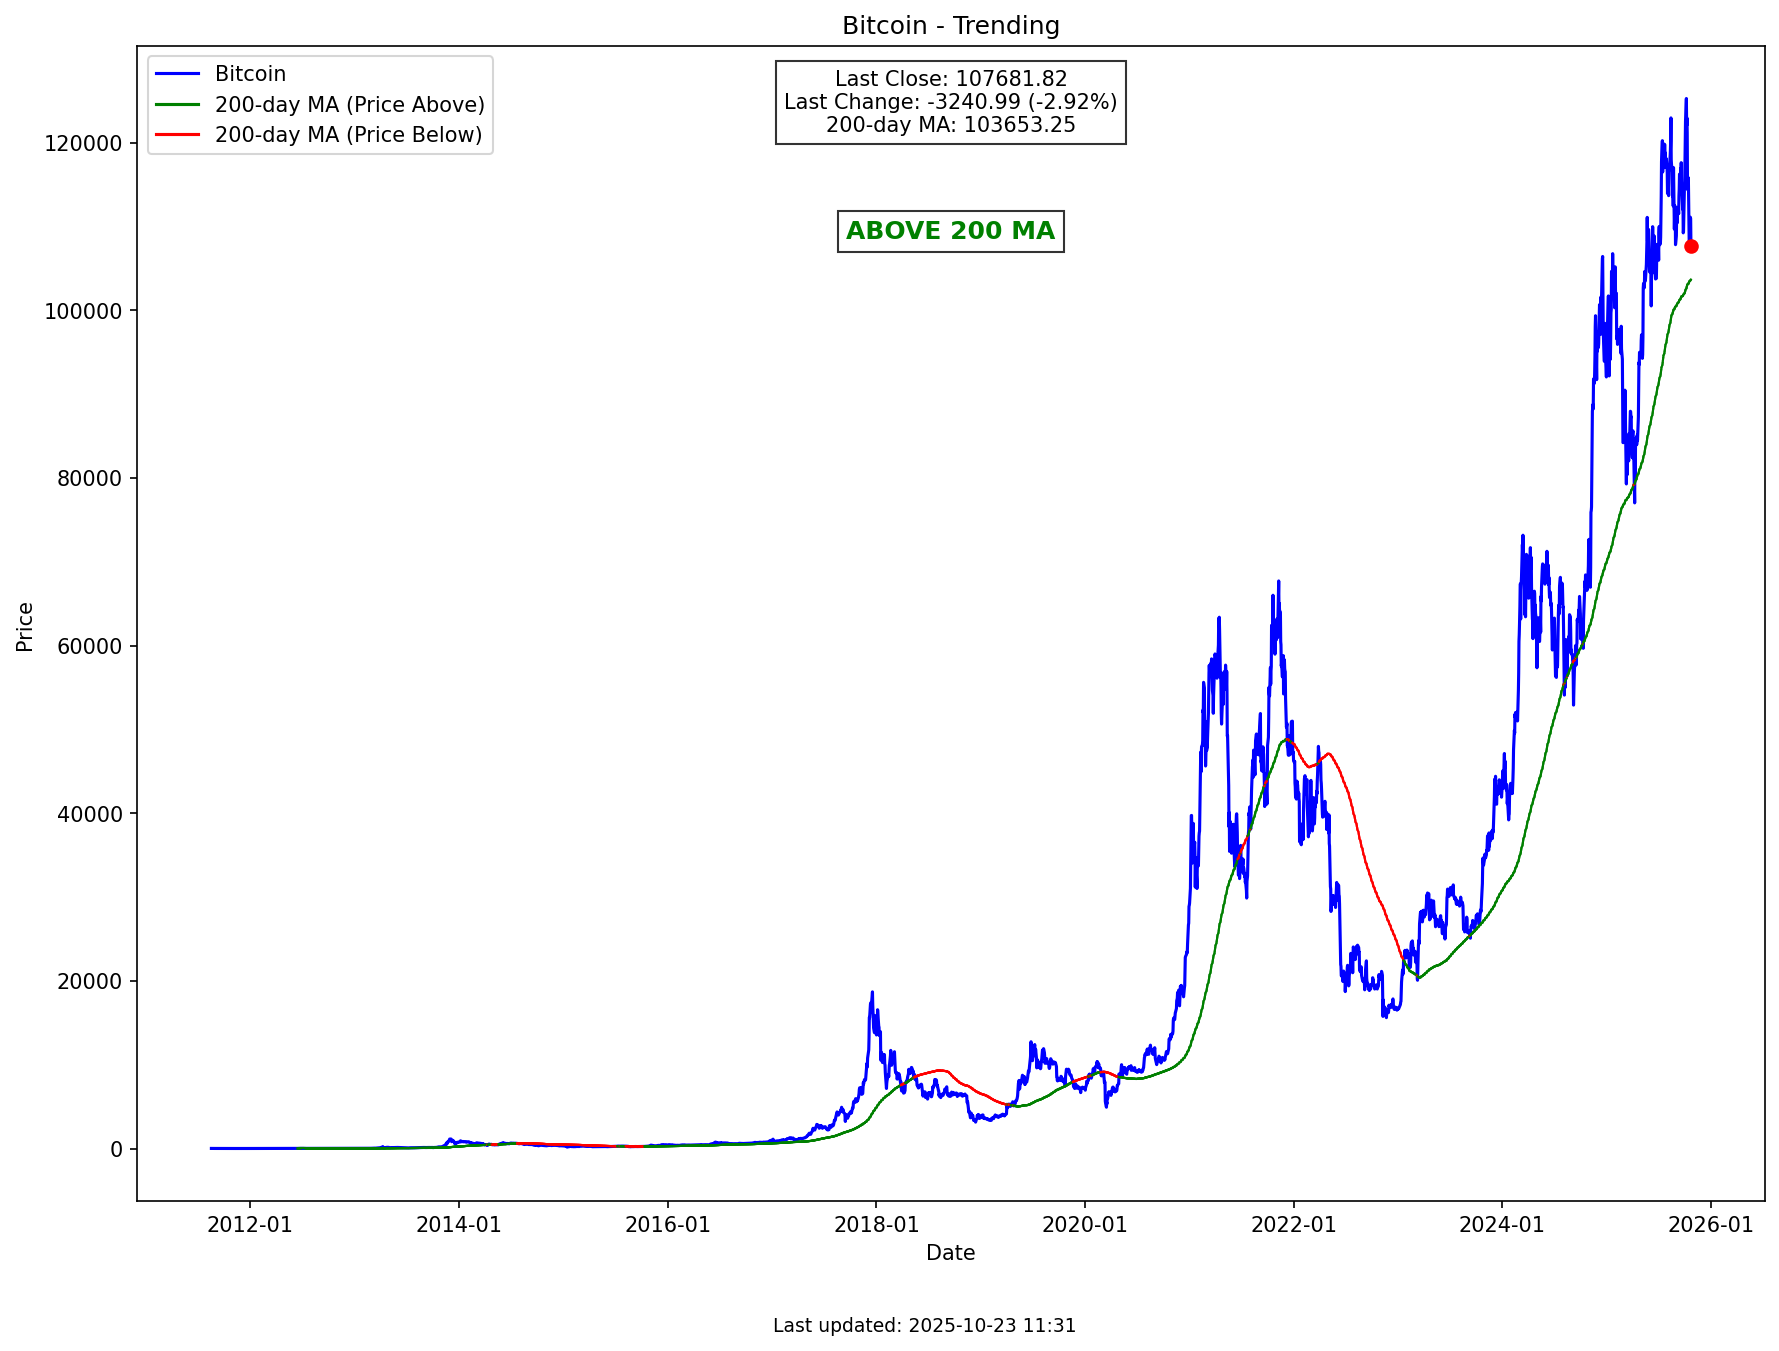 Bitcoin - Trending
Bitcoin
200-day MA (Price Above)
200-day MA (Price Below)
Last Close: 107681.82
Last Change: -3240.99 (-2.92%)
200-day MA: 103653.25
ABOVE 200 MA
Price
120000
100000
80000
60000
40000
20000
0
2012-01 2014-01 2016-01 2018-01 2020-01 2022-01 2024-01 2026-01
Date
Last updated: 2025-10-23 11:31